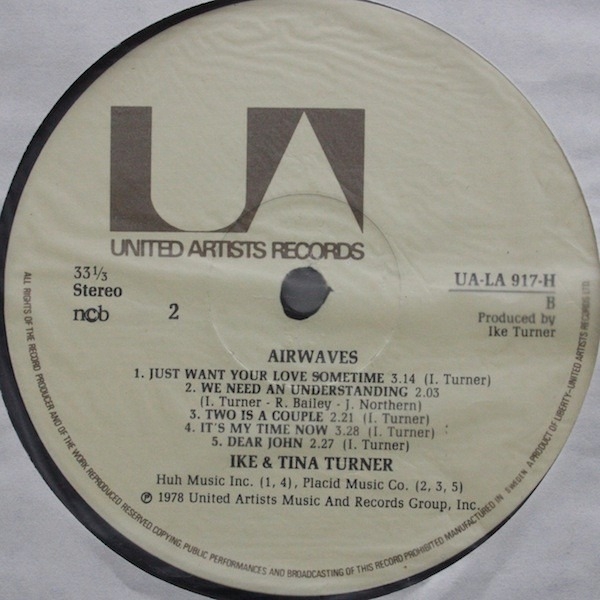 UA
UNITED ARTISTS RECORDS
33⅓
Stereo
ncb
2
UA-LA 917-H
B
Produced by
Ike Turner
AIRWAVES
1. JUST WANT YOUR LOVE SOMETIME 3.14 (I. Turner)
2. WE NEED AN UNDERSTANDING 2.03
(I. Turner - R. Bailey - J. Northern)
3. TWO IS A COUPLE 2.21 (I. Turner)
4. IT'S MY TIME NOW 3.28 (I. Turner)
5. DEAR JOHN 2.27 (I. Turner)
IKE & TINA TURNER
Huh Music Inc. (1, 4), Placid Music Co. (2, 3, 5)
℗ 1978 United Artists Music And Records Group, Inc.
ALL RIGHTS OF THE RECORD PRODUCER AND OF THE WORK REPRODUCED RESERVED COPYING, PUBLIC PERFORMANCES AND BROADCASTING OF THIS RECORD PROHIBITED MANUFACTURED IN SWEDEN A PRODUCT OF LIBERTY-UNITED ARTISTS RECORDS LTD.